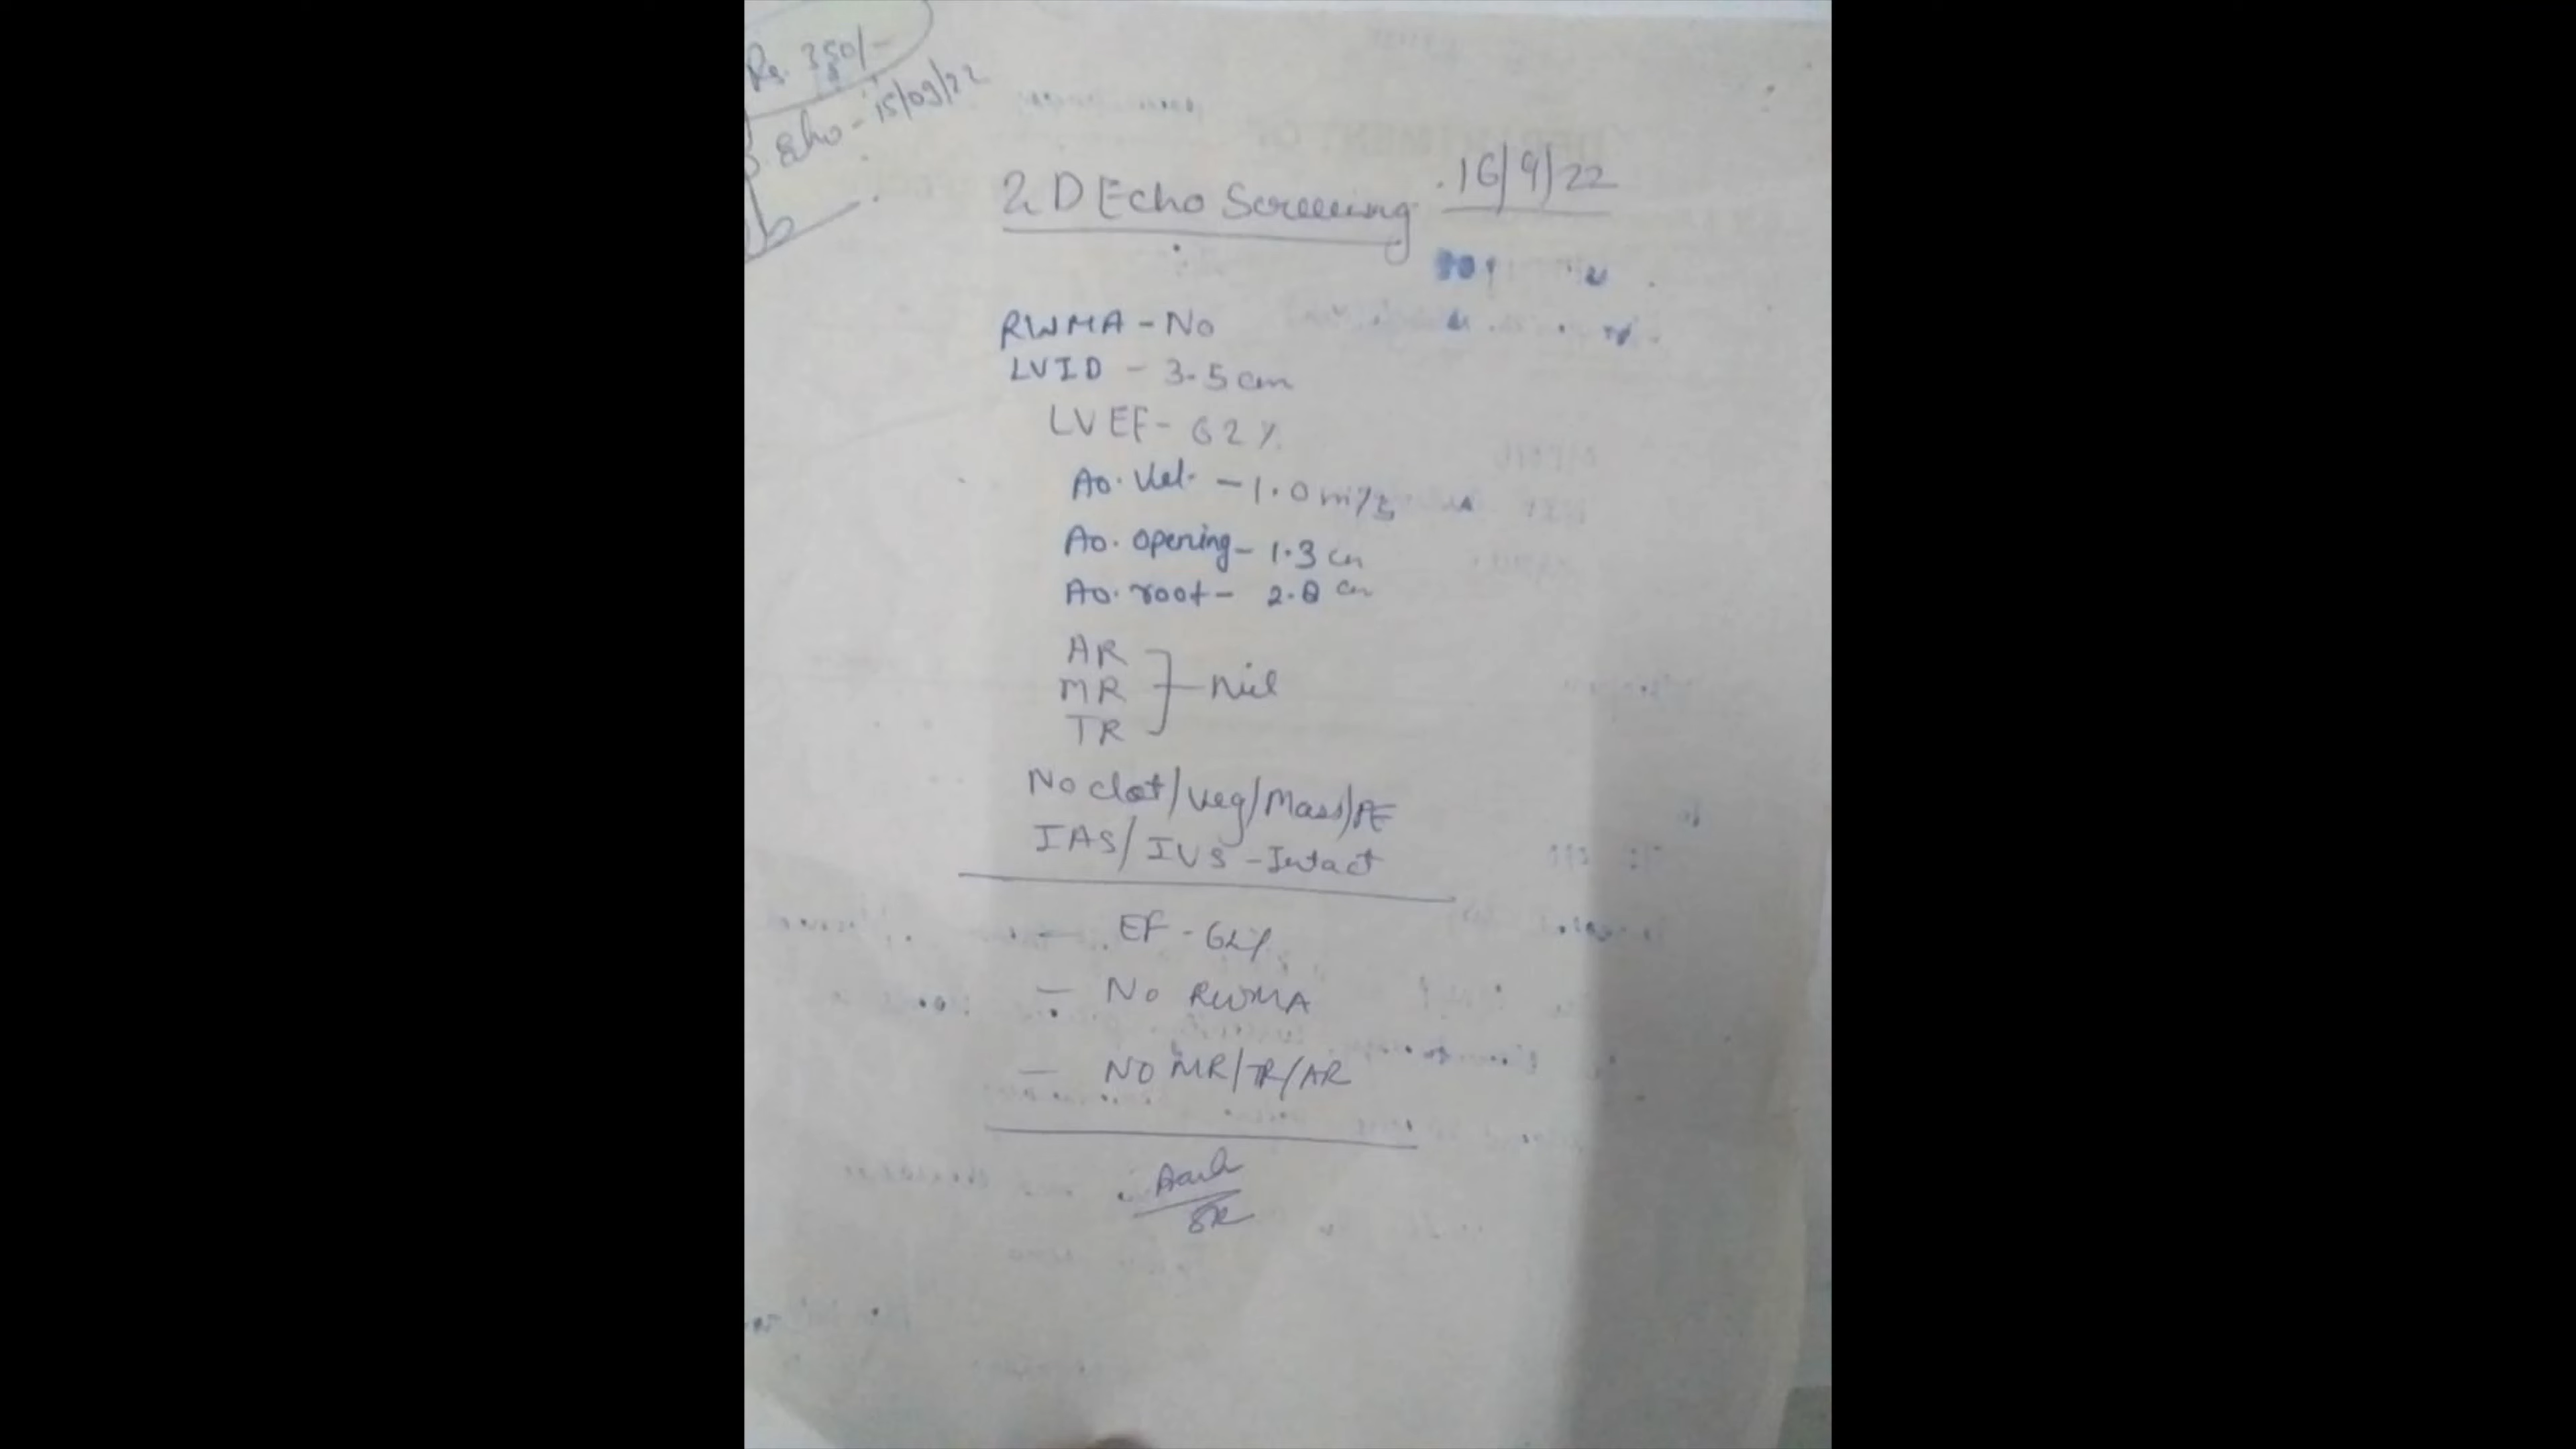 Rs. 350/-
Echo - 15/09/22
2D Echo Screening 16/9/22
RWMA - No
LVID - 3.5 cm
LVEF - 62%
Ao. Vel. - 1.0 m/s
Ao. opening - 1.3 cm
Ao. root - 2.8 cm
AR
MR - Nil
TR
No clot/veg/Mass/PE
IAS/IVS - Intact
- EF - 62%
- No RWMA
- NO MR/TR/AR
SR